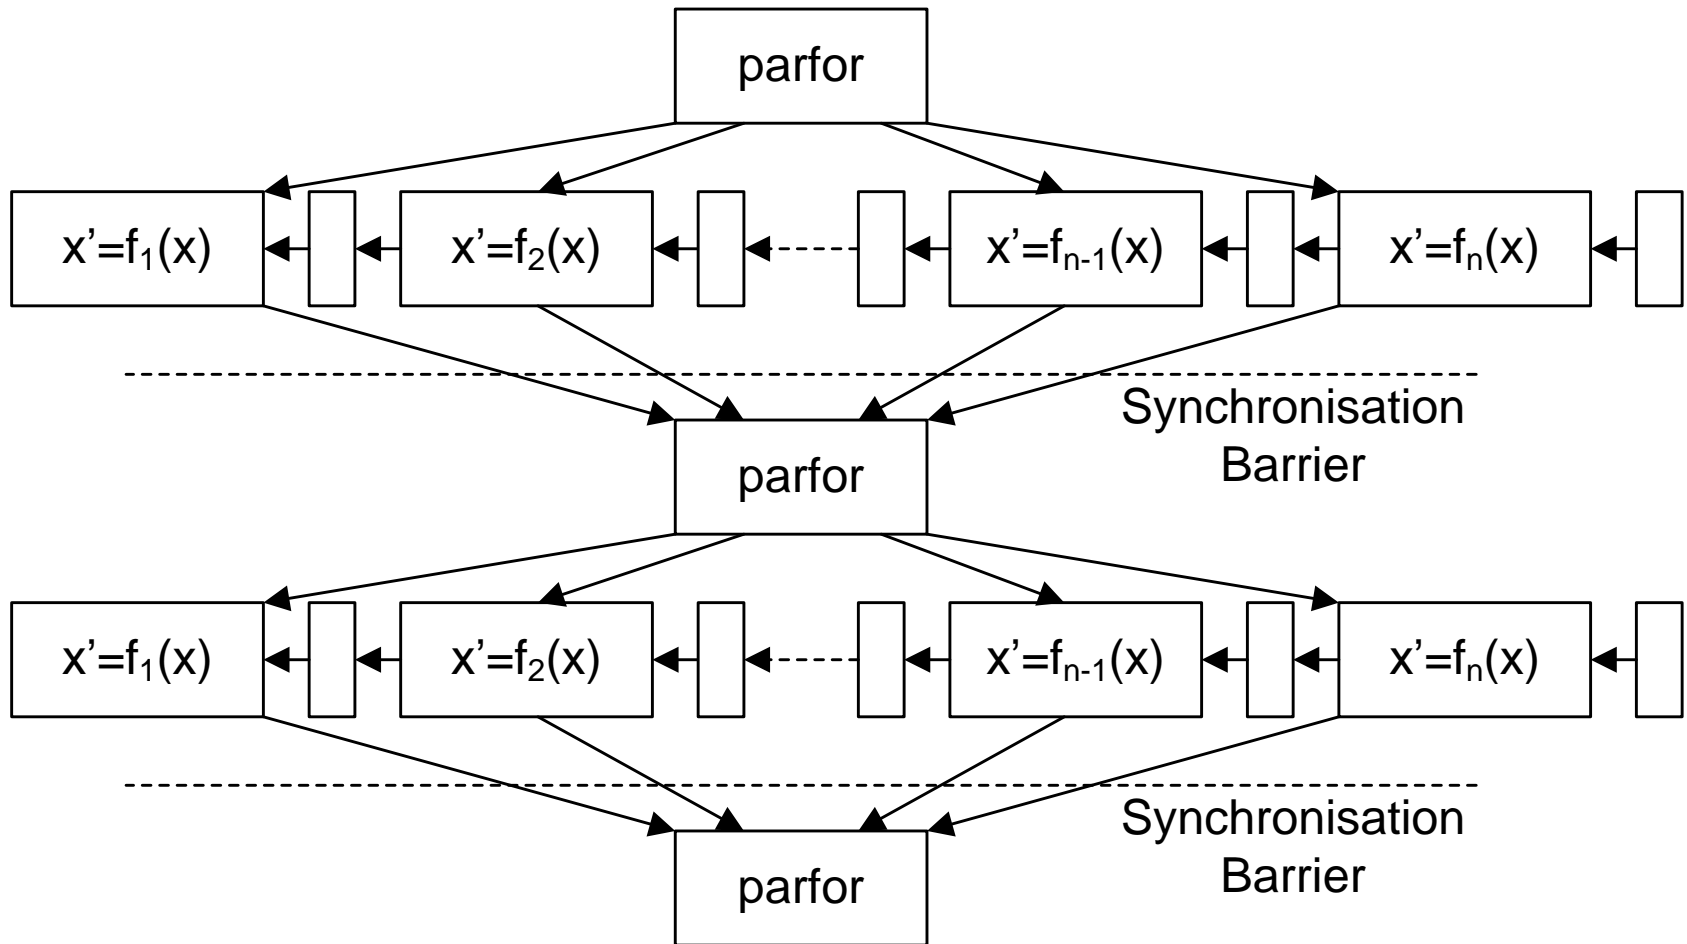 parfor
x’=f₁(x) x’=f₂(x) x’=fₙ₋₁(x) x’=fₙ(x)
Synchronisation
Barrier
parfor
x’=f₁(x) x’=f₂(x) x’=fₙ₋₁(x) x’=fₙ(x)
Synchronisation
Barrier
parfor